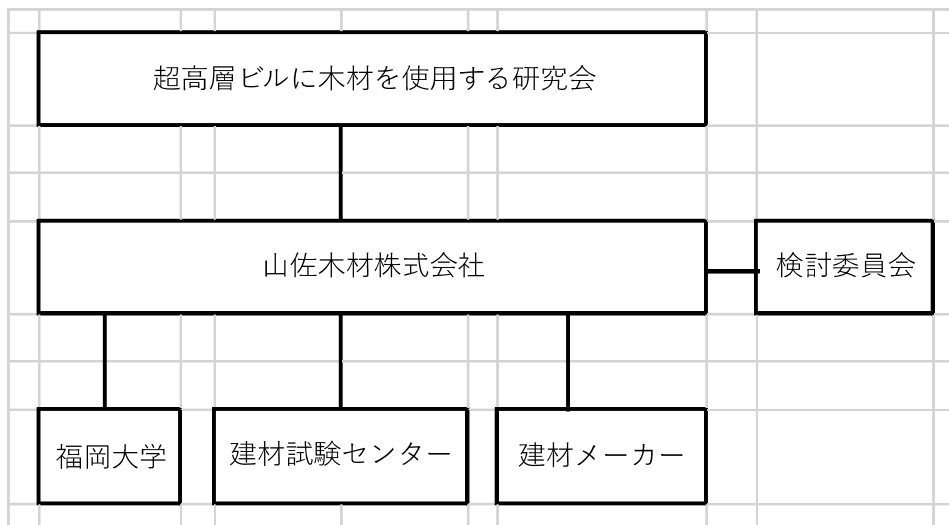 超高層ビルに木材を使用する研究会
山佐木材株式会社
検討委員会
福岡大学
建材試験センター
建材メーカー